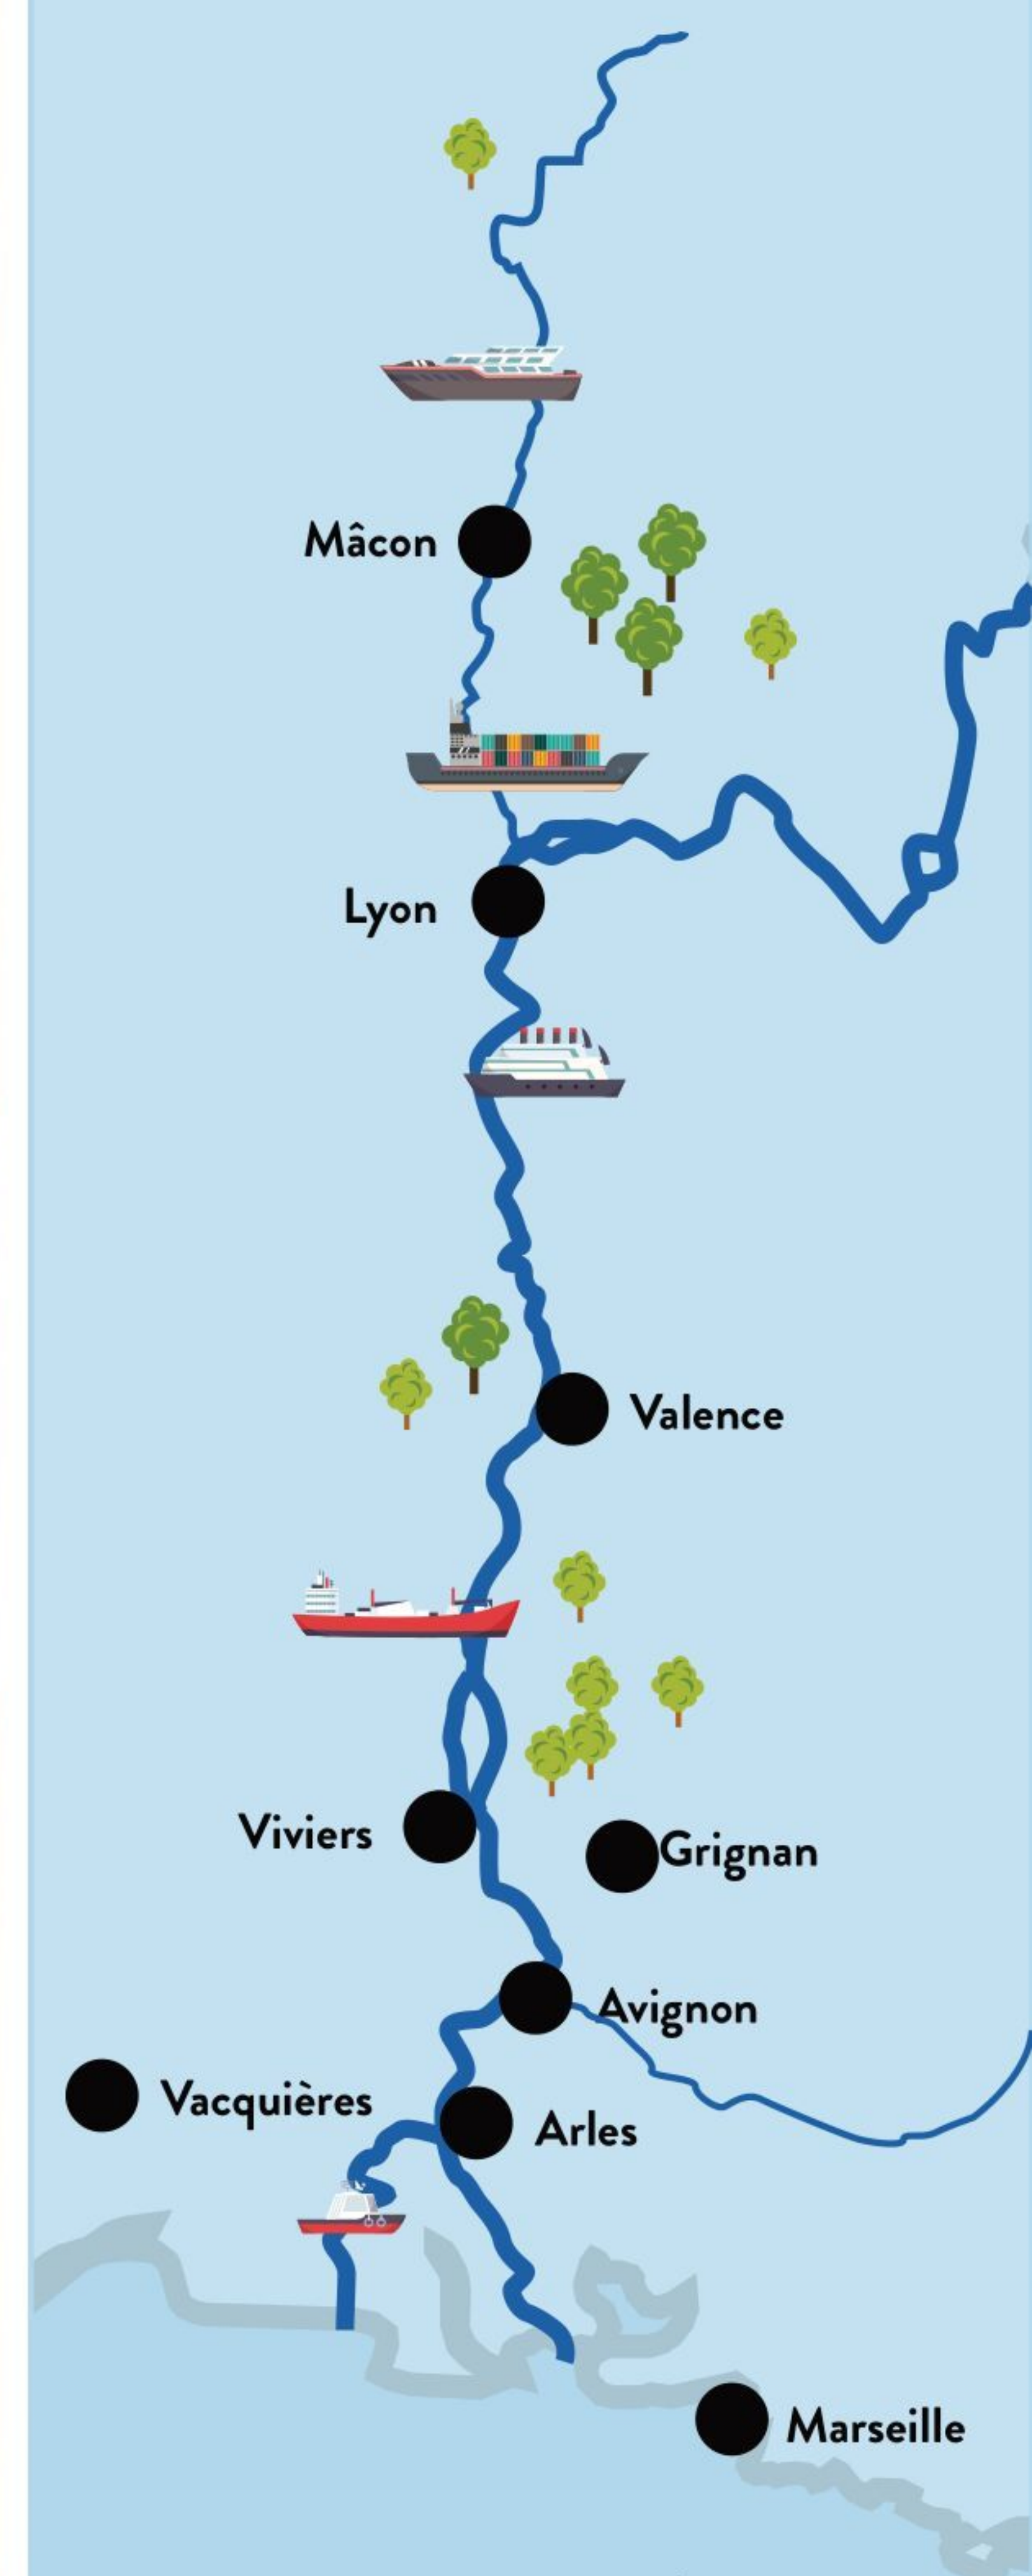 Mâcon
Lyon
Valence
Viviers
Grignan
Avignon
Vacquières
Arles
Marseille